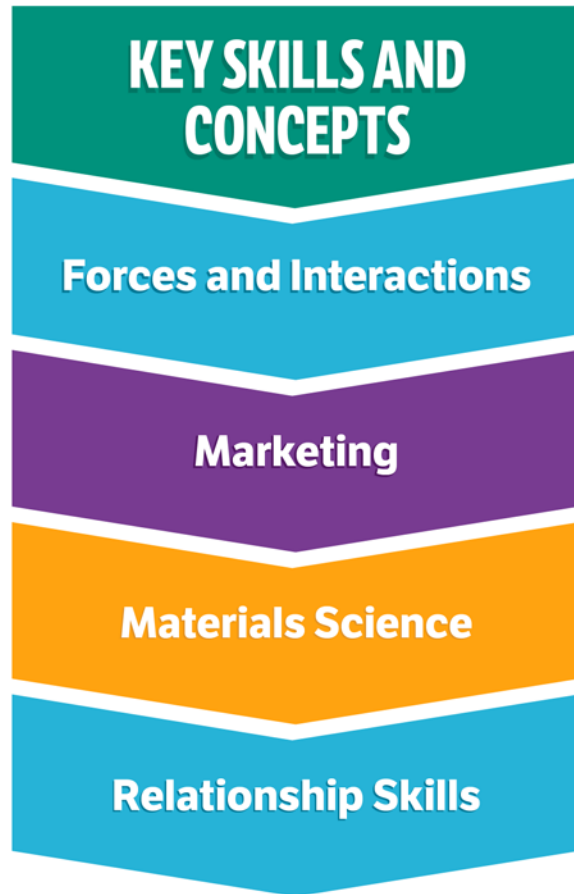 KEY SKILLS AND
CONCEPTS
Forces and Interactions
Marketing
Materials Science
Relationship Skills